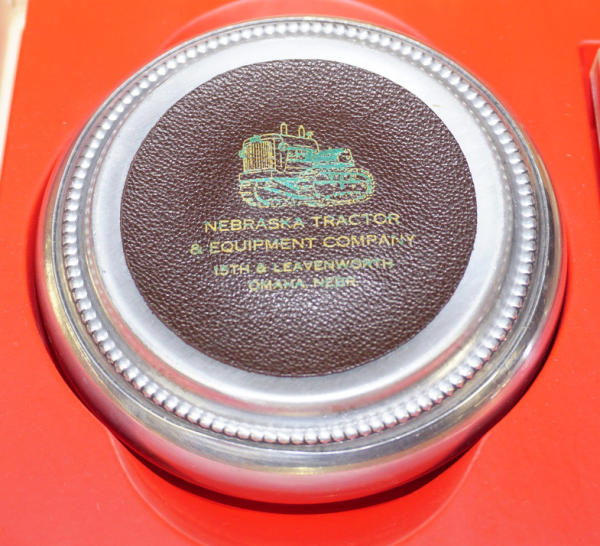 NEBRASKA TRACTOR
& EQUIPMENT COMPANY
15TH & LEAVENWORTH
OMAHA, NEBR.